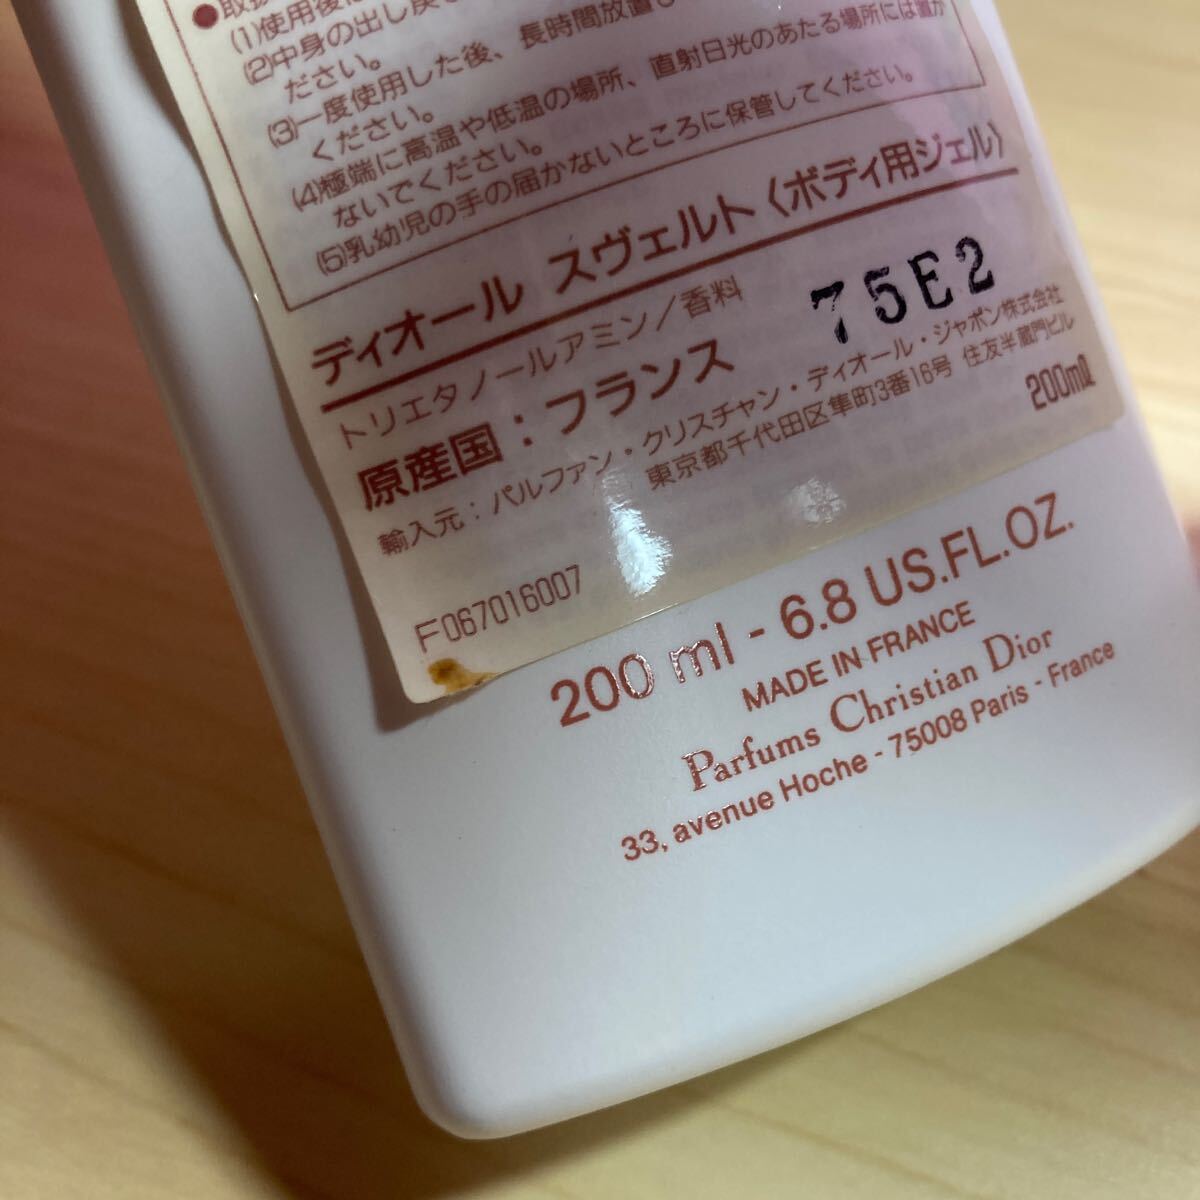 ●取扱
(1)使用後
(2)中身の出し戻
ださい。
(3)一度使用した後、長時間放置
ください。
(4)極端に高温や低温の場所、直射日光のあたる場所には置か
ないでください。
(5)乳幼児の手の届かないところに保管してください。
ディオール スヴェルト〈ボディ用ジェル〉
トリエタノールアミン/香料
75E2
原産国：フランス
輸入元：パルファン・クリスチャン・ディオール・ジャポン株式会社
東京都千代田区隼町3番16号 住友半蔵門ビル
200mℓ
F067016007
200 ml - 6.8 US.FL.OZ.
MADE IN FRANCE
Parfums Christian Dior
33, avenue Hoche - 75008 Paris - France